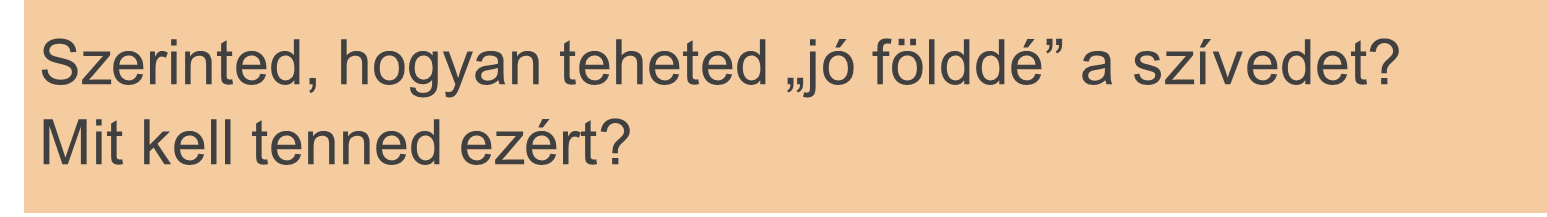 Szerinted, hogyan teheted „jó földdé” a szívedet?
Mit kell tenned ezért?